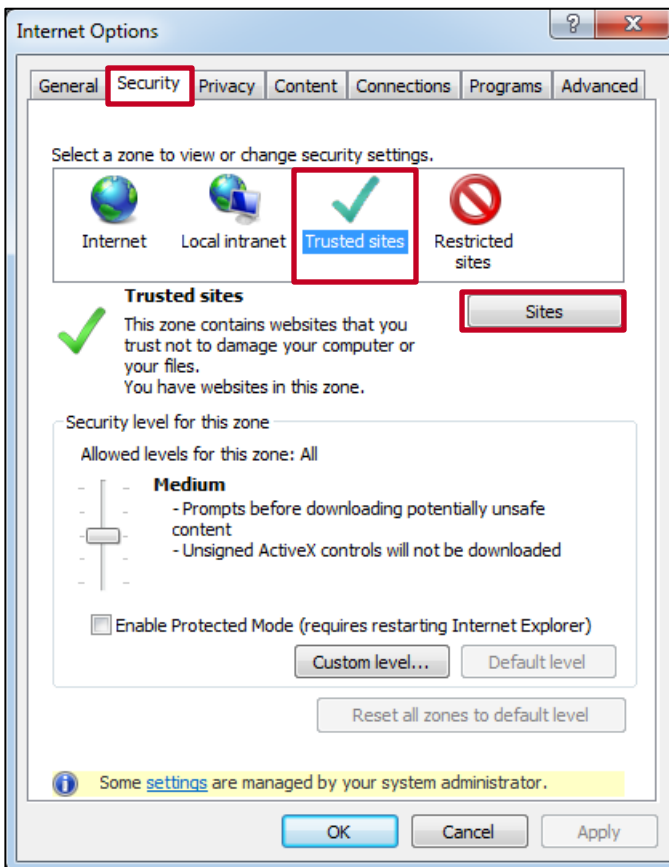 Internet Options
General Security Privacy Content Connections Programs Advanced
Select a zone to view or change security settings.
Internet Local intranet Trusted sites Restricted
sites
Trusted sites
Sites
This zone contains websites that you
trust not to damage your computer or
your files.
You have websites in this zone.
Security level for this zone
Allowed levels for this zone: All
Medium
- Prompts before downloading potentially unsafe
content
- Unsigned ActiveX controls will not be downloaded
Enable Protected Mode (requires restarting Internet Explorer)
Custom level... Default level
Reset all zones to default level
Some settings are managed by your system administrator.
OK Cancel Apply